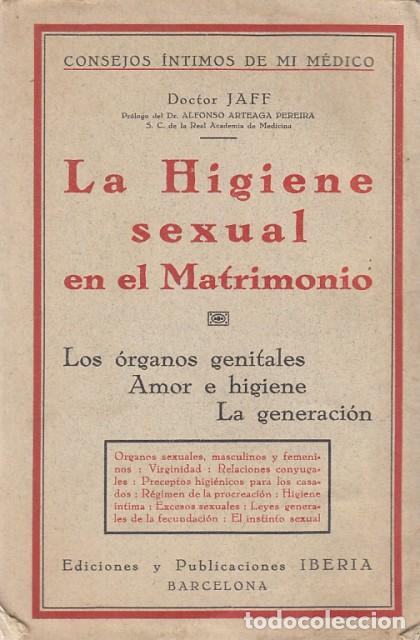 CONSEJOS ÍNTIMOS DE MI MÉDICO
Doctor JAFF
Prólogo del Dr. ALFONSO ARTEAGA PEREIRA
S. C. de la Real Academia de Medicina
La Higiene
sexual
en el Matrimonio
Los órganos genitales
Amor e higiene
La generación
Organos sexuales, masculinos y femeni-
nos : Virginidad : Relaciones conyuga-
les : Preceptos higiénicos para los casa-
dos : Régimen de la procreación : Higiene
íntima : Excesos sexuales : Leyes genera-
les de la fecundación : El instinto sexual
Ediciones y Publicaciones IBERIA
BARCELONA
todocoleccion